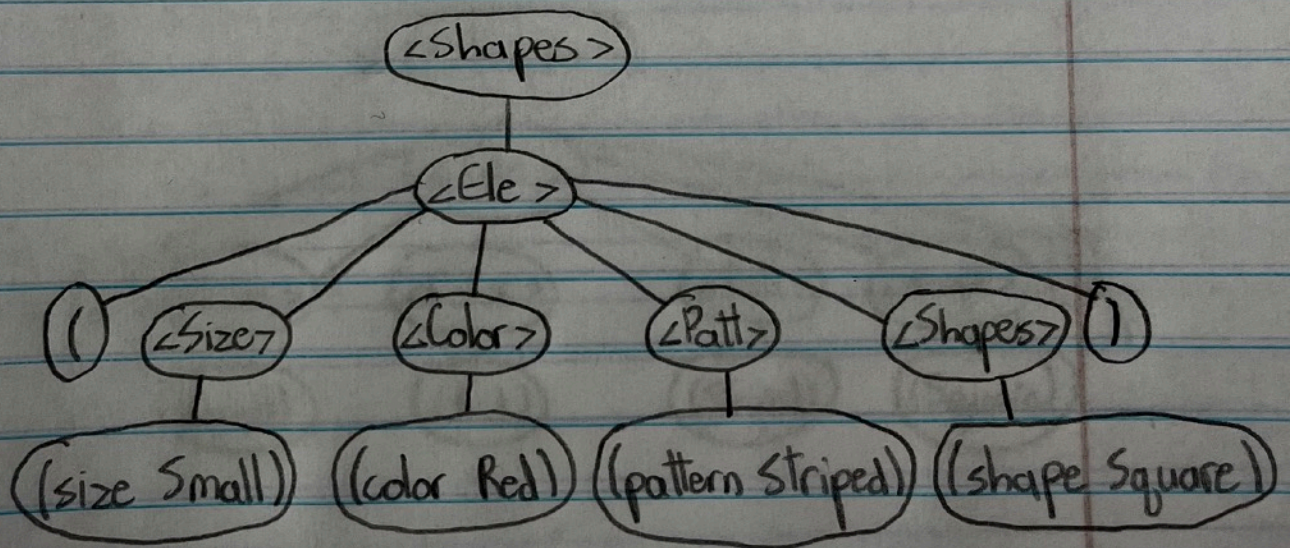 <Shapes>
<Ele>
( <Size> <Color> <Patt> <Shapes> )
(size Small) (color Red) (pattern Striped) (shape Square)